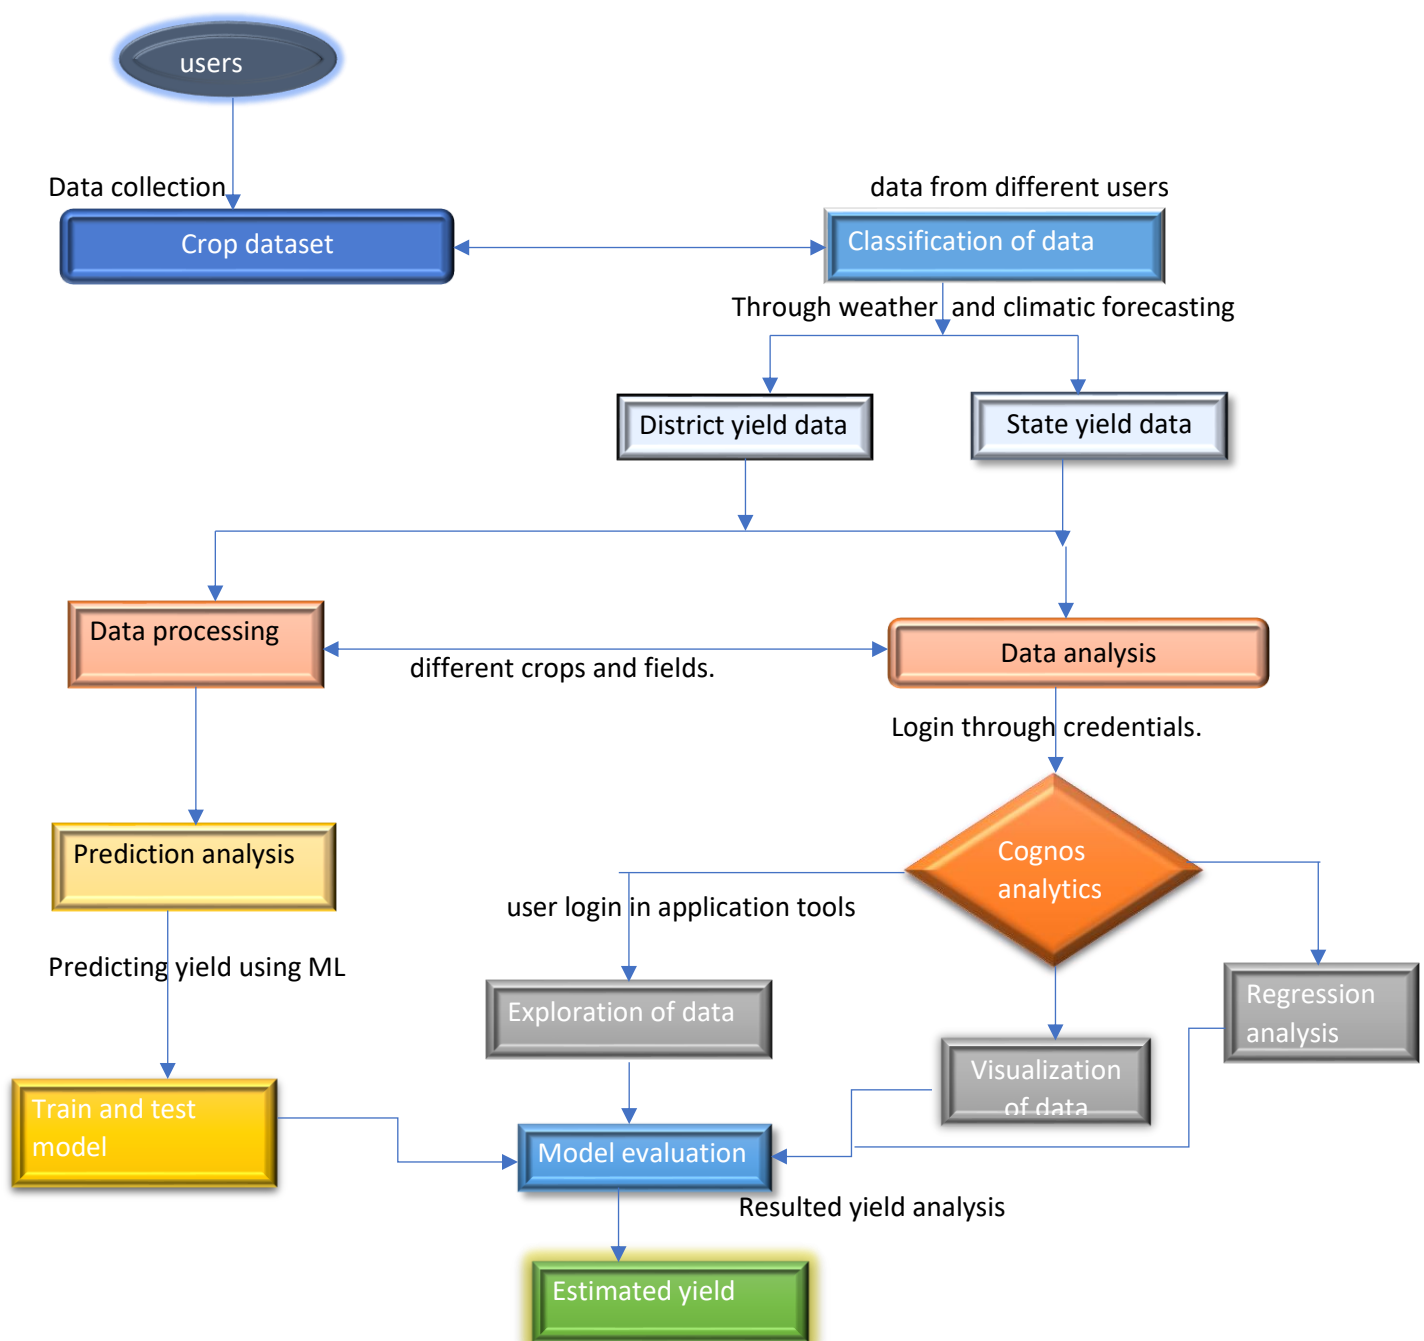 users
Data collection
data from different users
Crop dataset
Classification of data
Through weather and climatic forecasting
District yield data
State yield data
Data processing
different crops and fields.
Data analysis
Login through credentials.
Prediction analysis
Cognos
analytics
user login in application tools
Predicting yield using ML
Exploration of data
Regression
analysis
Visualization
of data
Train and test
model
Model evaluation
Resulted yield analysis
Estimated yield